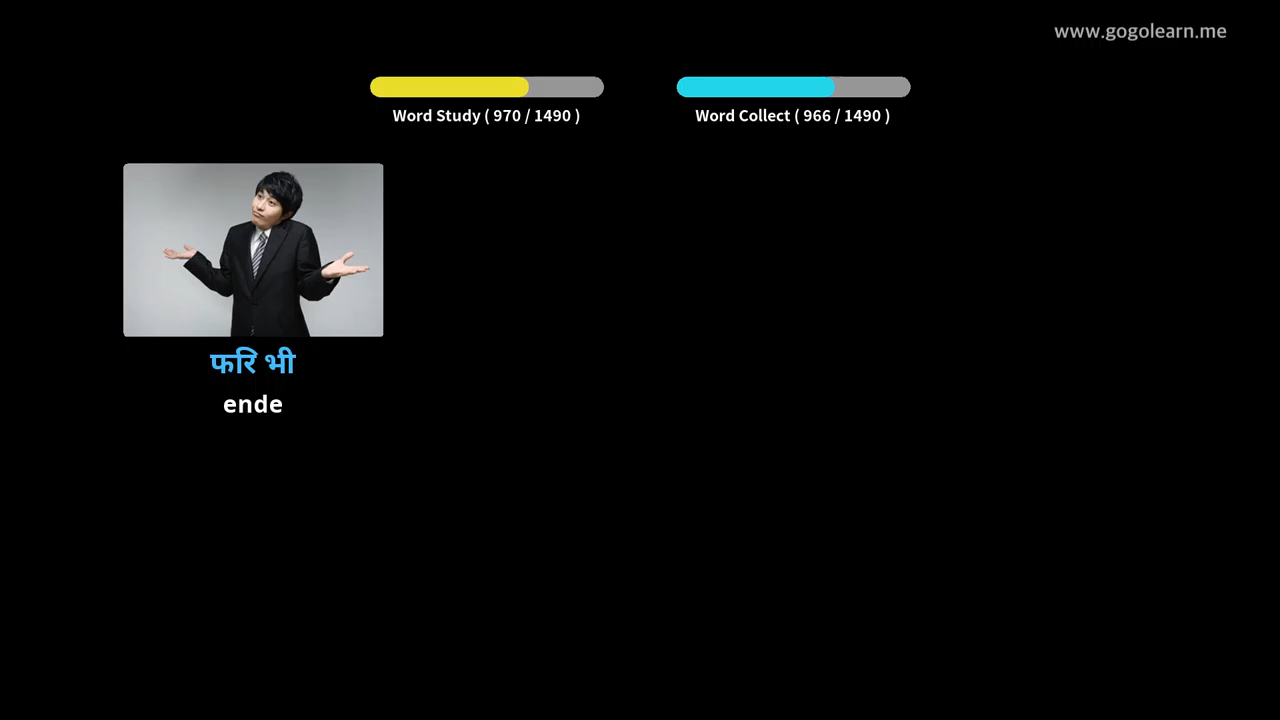 www.gogolearn.me
Word Study ( 970 / 1490 )
Word Collect ( 966 / 1490 )
फरि भी
ende